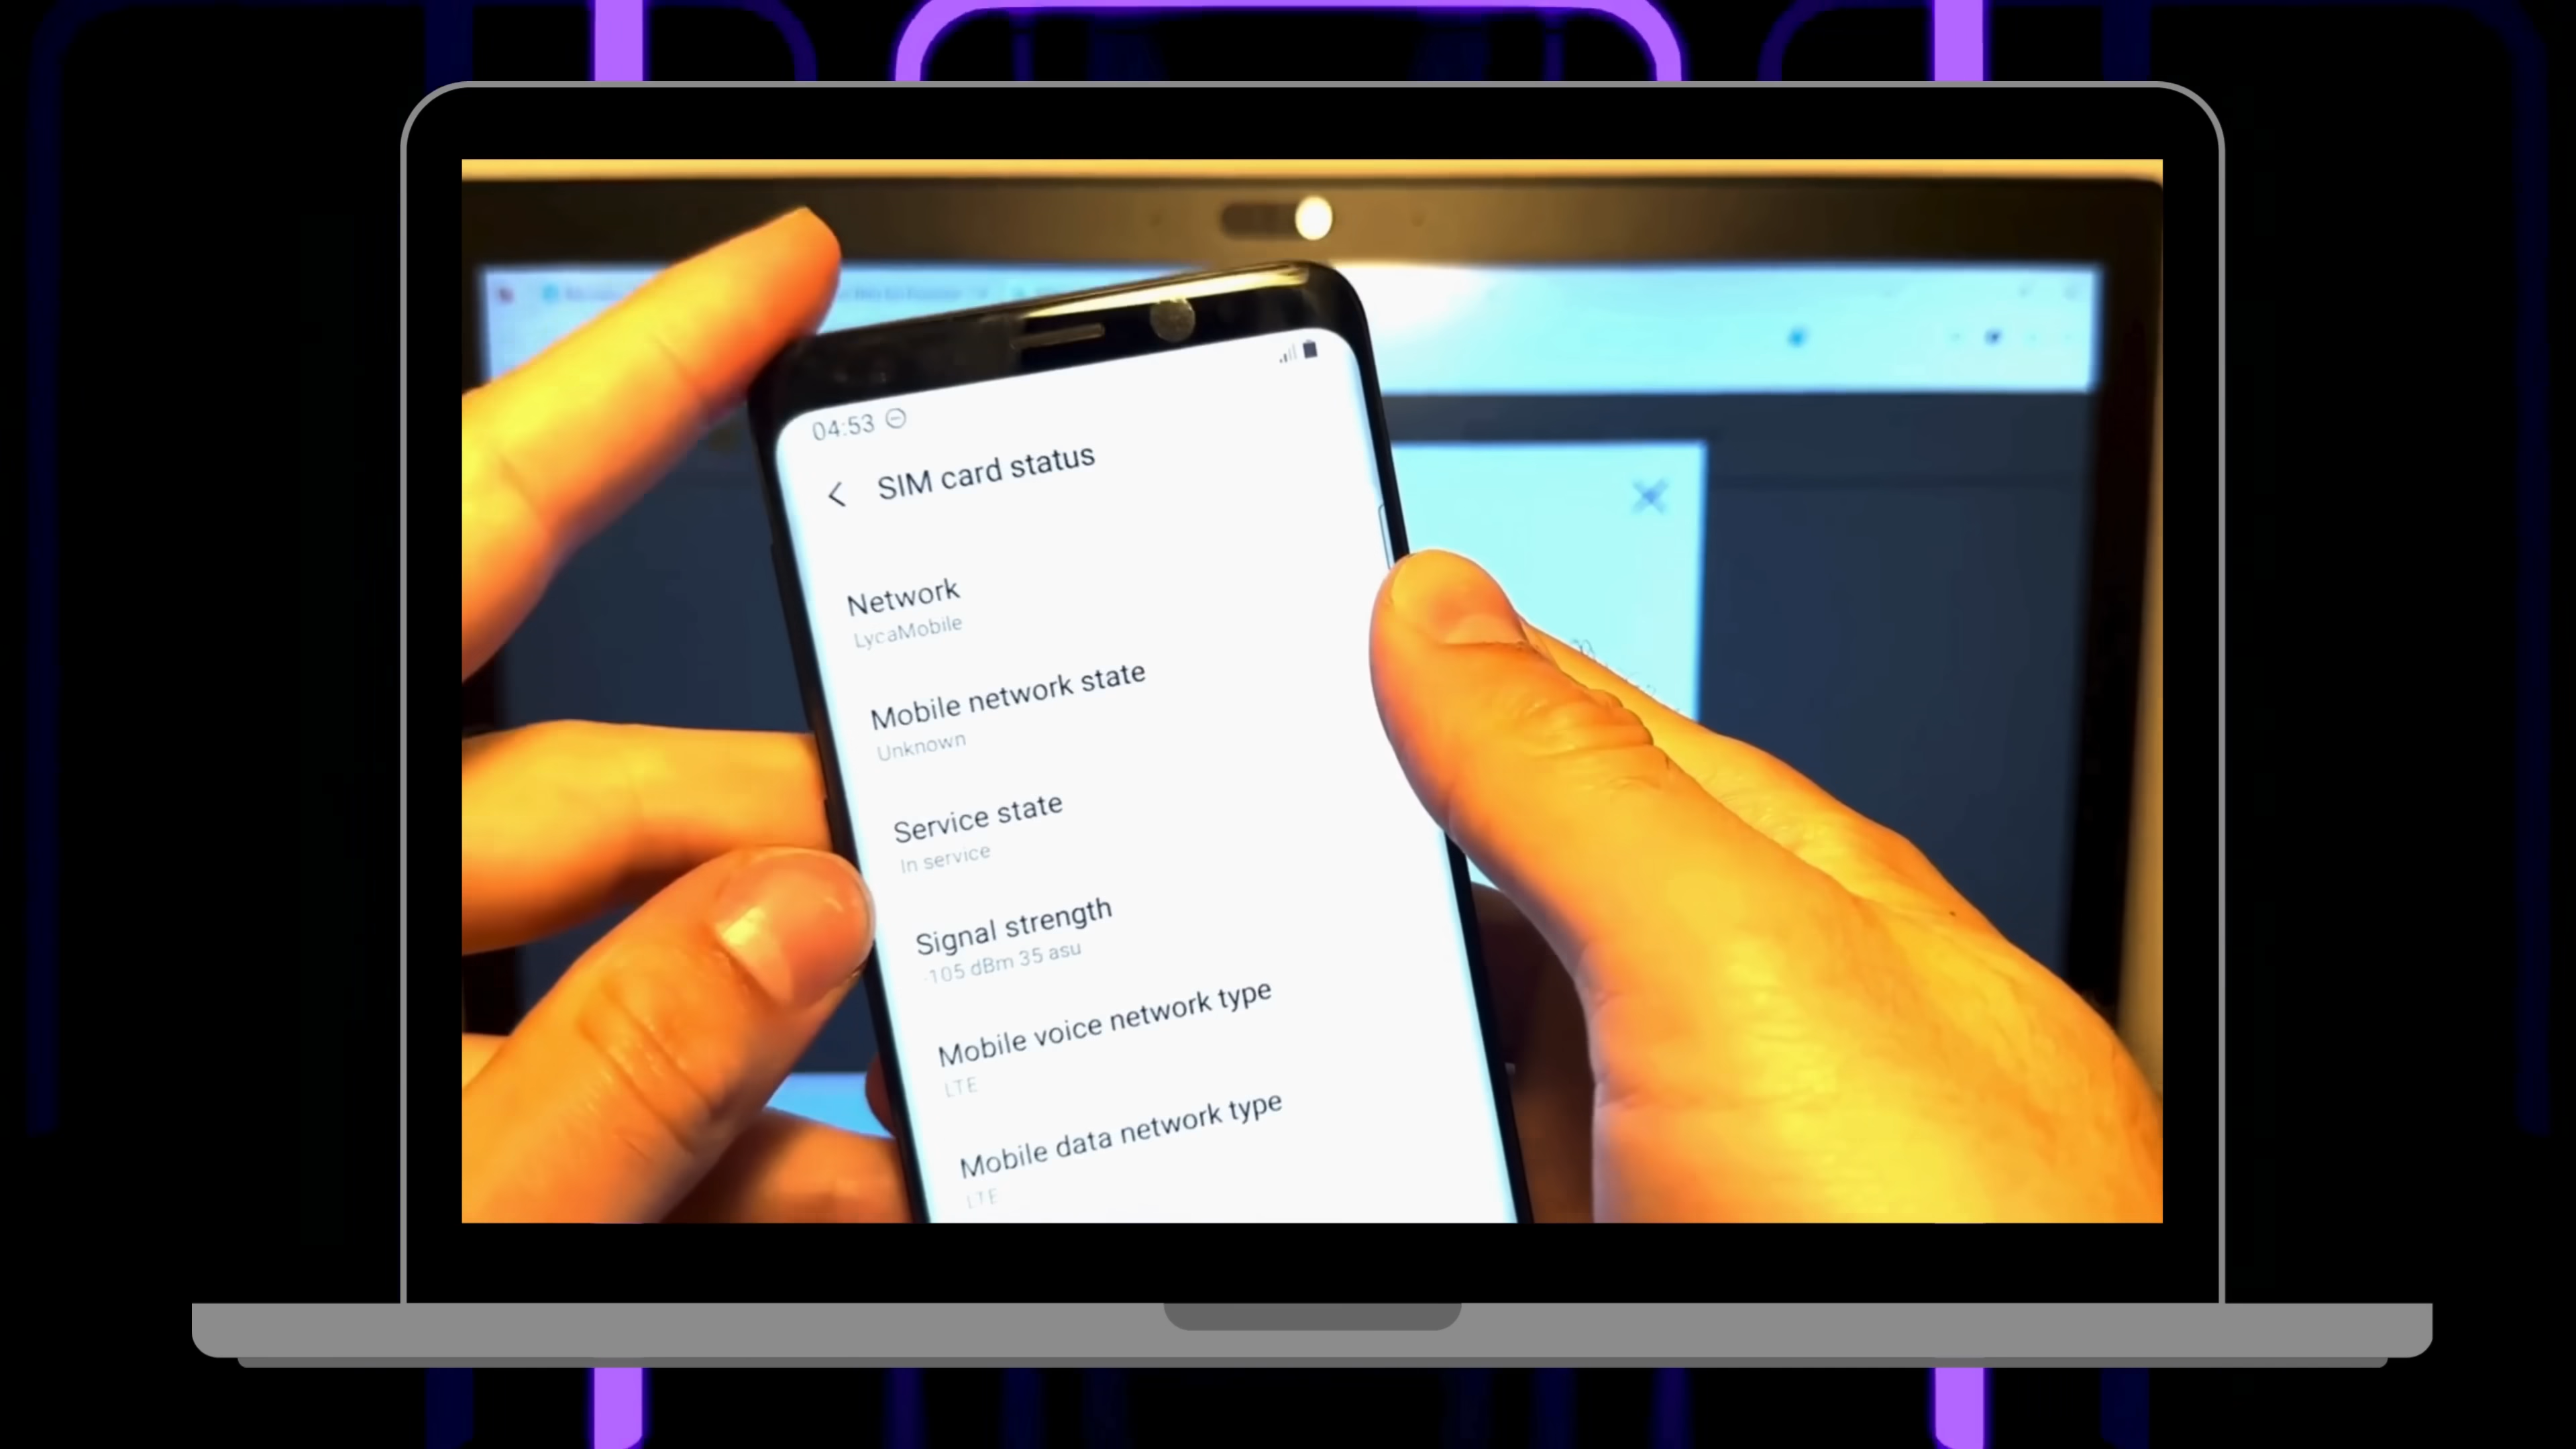 04:53
SIM card status
Network
LycaMobile
Mobile network state
Unknown
Service state
In service
Signal strength
-105 dBm 35 asu
Mobile voice network type
LTE
Mobile data network type
LTE